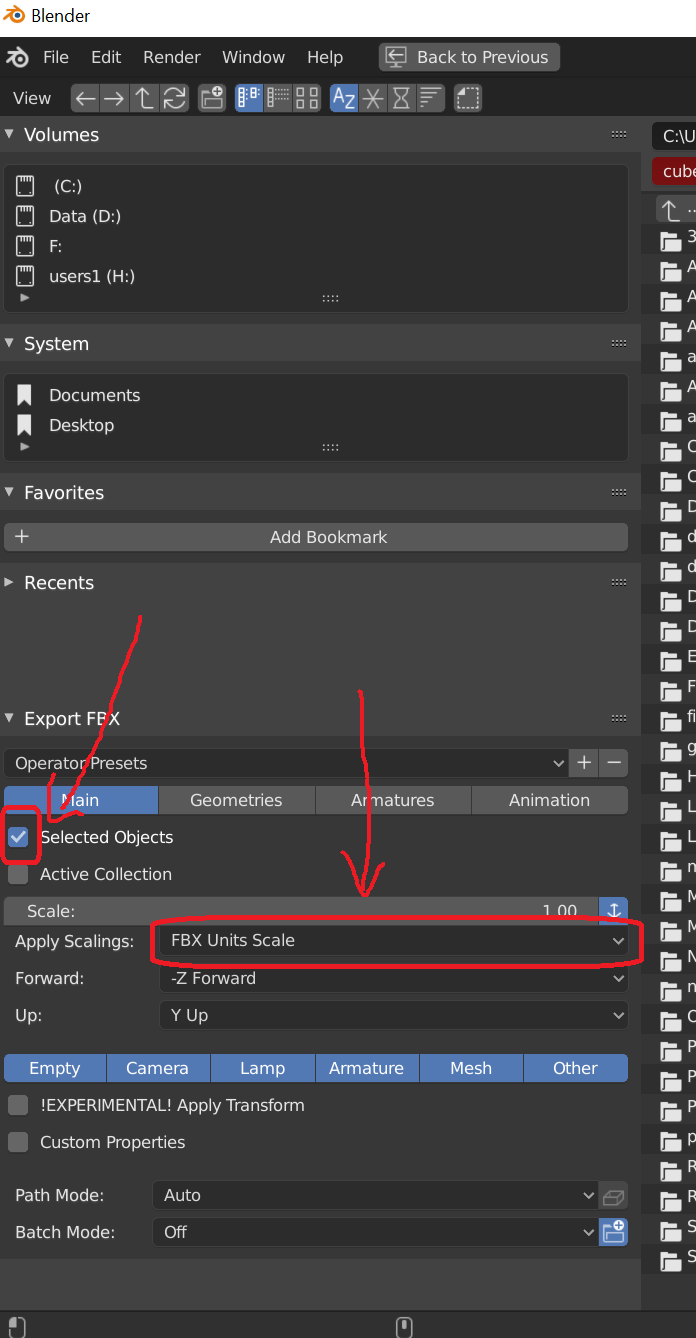 Blender
File Edit Render Window Help Back to Previous
View
Volumes
(C:)
Data (D:)
F:
users1 (H:)
System
Documents
Desktop
Favorites
Add Bookmark
Recents
Export FBX
Operator Presets
Main Geometries Armatures Animation
Selected Objects
Active Collection
Scale: 1.00
Apply Scalings: FBX Units Scale
Forward: -Z Forward
Up: Y Up
Empty Camera Lamp Armature Mesh Other
!EXPERIMENTAL! Apply Transform
Custom Properties
Path Mode: Auto
Batch Mode: Off
C:\U
cube
..
3
A
A
A
a
A
a